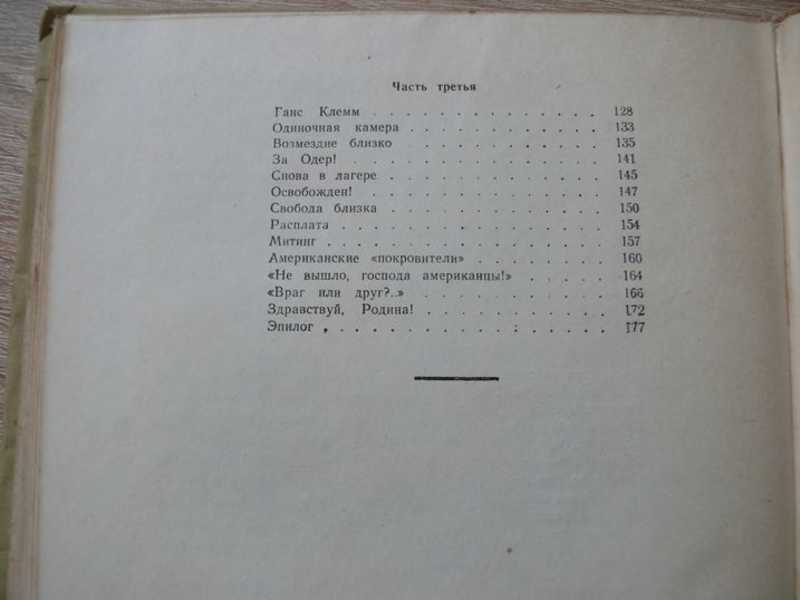 Часть третья
Ганс Клемм . . . . . . . . . . . . 128
Одиночная камера . . . . . . . . . . . 133
Возмездие близко . . . . . . . . . . . 135
За Одер! . . . . . . . . . . . . . 141
Снова в лагере . . . . . . . . . . . . 145
Освобожден! . . . . . . . . . . . . 147
Свобода близка . . . . . . . . . . . . 150
Расплата . . . . . . . . . . . . . . 154
Митинг . . . . . . . . . . . . . . . 157
Американские «покровители» . . . . . . . . 160
«Не вышло, господа американцы!» . . . . . 164
«Враг или друг?..» . . . . . . . . . . 166
Здравствуй, Родина! . . . . . . . . . . 172
Эпилог . . . . . . . . . . . . . . . 177